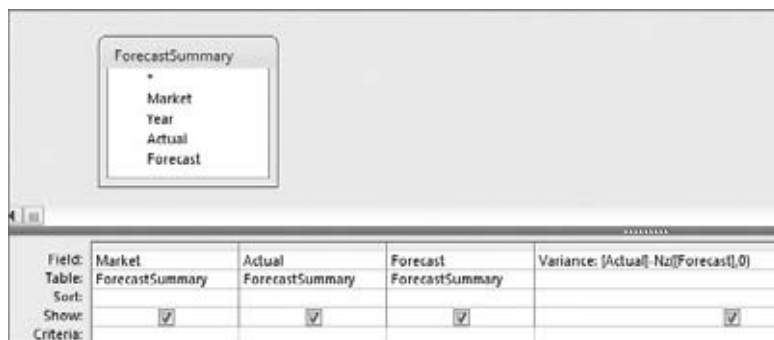 ForecastSummary
*
Market
Year
Actual
Forecast
Field: Market Actual Forecast Variance: [Actual]-Nz([Forecast],0)
Table: ForecastSummary ForecastSummary ForecastSummary
Sort:
Show:
Criteria: